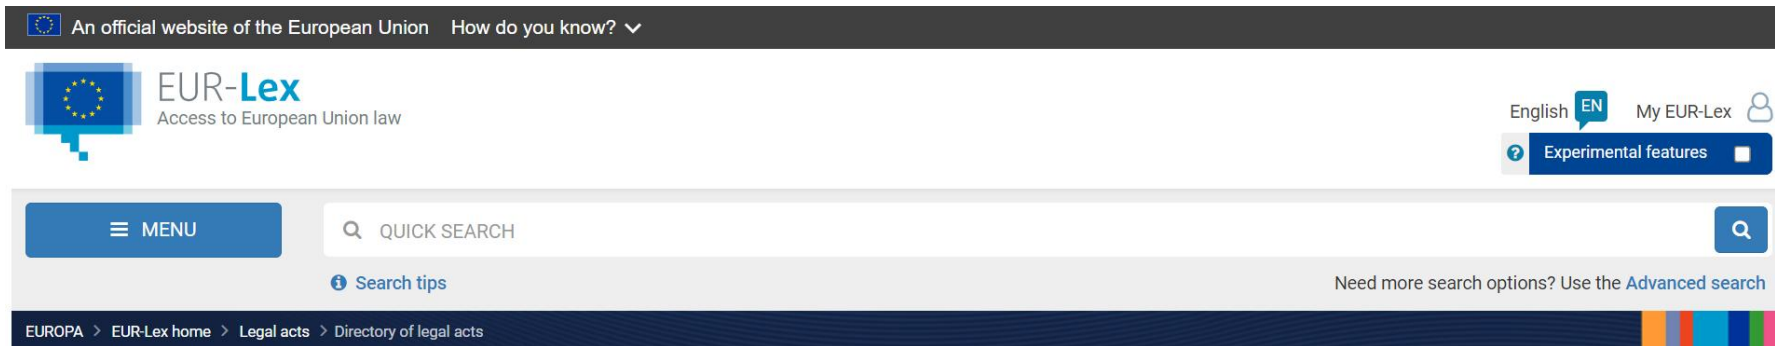 An official website of the European Union How do you know?
EUR-Lex
Access to European Union law
English EN My EUR-Lex
? Experimental features
MENU
QUICK SEARCH
Search tips
Need more search options? Use the Advanced search
EUROPA > EUR-Lex home > Legal acts > Directory of legal acts